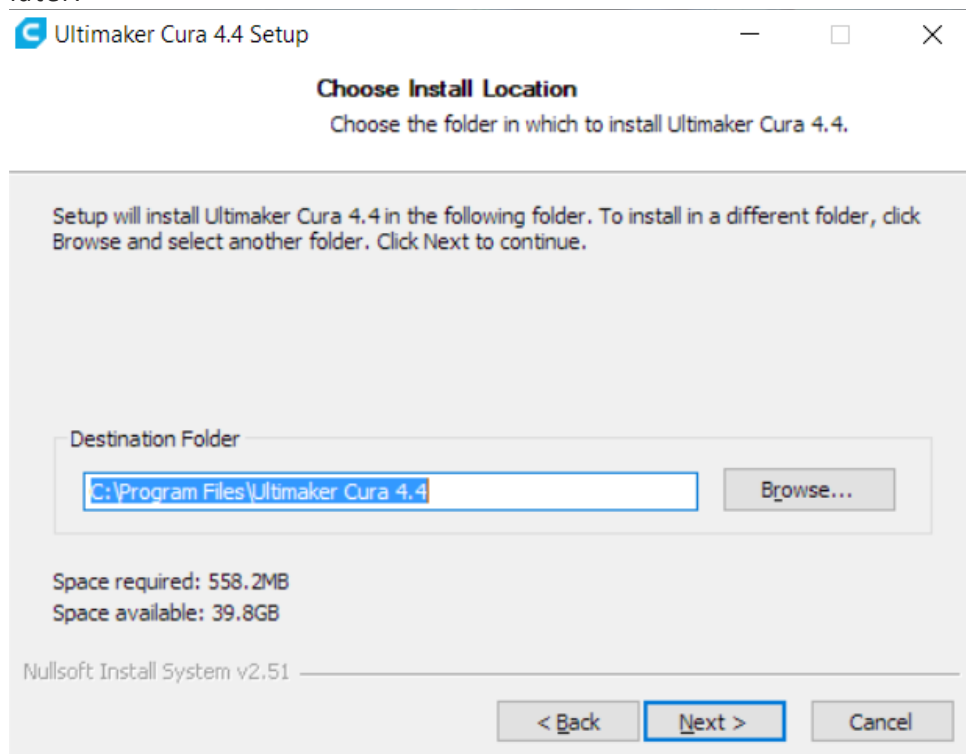 Ultimaker Cura 4.4 Setup
Choose Install Location
Choose the folder in which to install Ultimaker Cura 4.4.
Setup will install Ultimaker Cura 4.4 in the following folder. To install in a different folder, click
Browse and select another folder. Click Next to continue.
Destination Folder
C:\Program Files\Ultimaker Cura 4.4
Browse...
Space required: 558.2MB
Space available: 39.8GB
Nullsoft Install System v2.51
< Back
Next >
Cancel